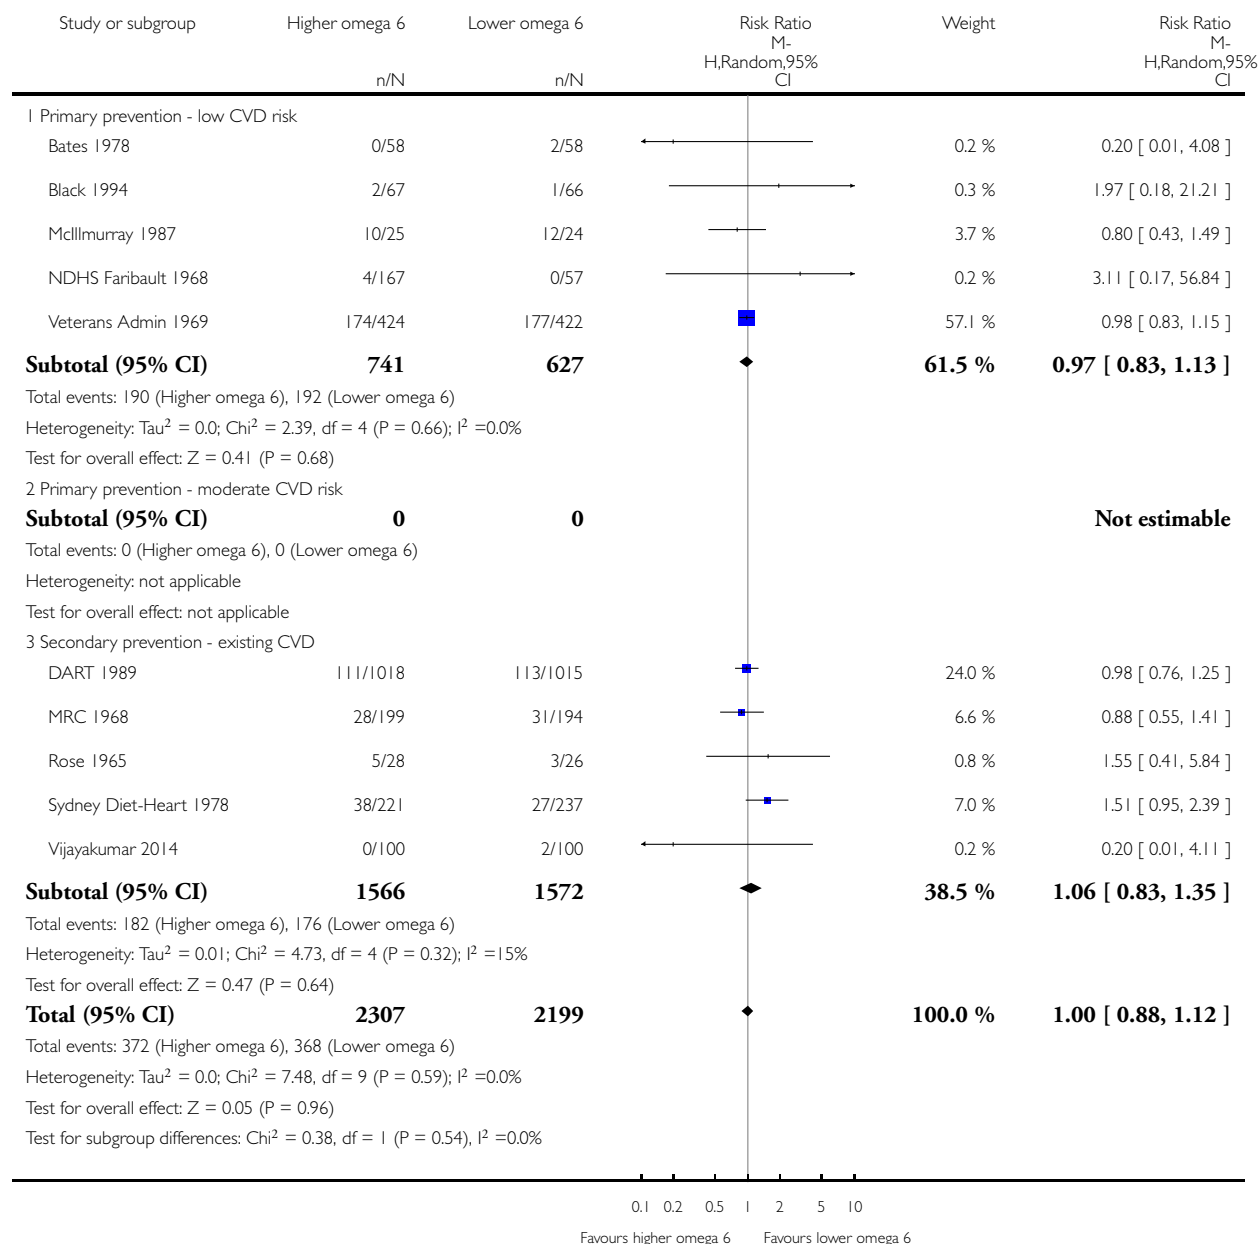 Study or subgroup Higher omega 6 Lower omega 6 Risk Ratio Weight Risk Ratio
M- M-
H,Random,95% H,Random,95%
n/N n/N CI CI
1 Primary prevention - low CVD risk
Bates 1978 0/58 2/58 0.2 % 0.20 [ 0.01, 4.08 ]
Black 1994 2/67 1/66 0.3 % 1.97 [ 0.18, 21.21 ]
McIllmurray 1987 10/25 12/24 3.7 % 0.80 [ 0.43, 1.49 ]
NDHS Faribault 1968 4/167 0/57 0.2 % 3.11 [ 0.17, 56.84 ]
Veterans Admin 1969 174/424 177/422 57.1 % 0.98 [ 0.83, 1.15 ]
Subtotal (95% CI) 741 627 61.5 % 0.97 [ 0.83, 1.13 ]
Total events: 190 (Higher omega 6), 192 (Lower omega 6)
Heterogeneity: Tau² = 0.0; Chi² = 2.39, df = 4 (P = 0.66); I² =0.0%
Test for overall effect: Z = 0.41 (P = 0.68)
2 Primary prevention - moderate CVD risk
Subtotal (95% CI) 0 0 Not estimable
Total events: 0 (Higher omega 6), 0 (Lower omega 6)
Heterogeneity: not applicable
Test for overall effect: not applicable
3 Secondary prevention - existing CVD
DART 1989 111/1018 113/1015 24.0 % 0.98 [ 0.76, 1.25 ]
MRC 1968 28/199 31/194 6.6 % 0.88 [ 0.55, 1.41 ]
Rose 1965 5/28 3/26 0.8 % 1.55 [ 0.41, 5.84 ]
Sydney Diet-Heart 1978 38/221 27/237 7.0 % 1.51 [ 0.95, 2.39 ]
Vijayakumar 2014 0/100 2/100 0.2 % 0.20 [ 0.01, 4.11 ]
Subtotal (95% CI) 1566 1572 38.5 % 1.06 [ 0.83, 1.35 ]
Total events: 182 (Higher omega 6), 176 (Lower omega 6)
Heterogeneity: Tau² = 0.01; Chi² = 4.73, df = 4 (P = 0.32); I² =15%
Test for overall effect: Z = 0.47 (P = 0.64)
Total (95% CI) 2307 2199 100.0 % 1.00 [ 0.88, 1.12 ]
Total events: 372 (Higher omega 6), 368 (Lower omega 6)
Heterogeneity: Tau² = 0.0; Chi² = 7.48, df = 9 (P = 0.59); I² =0.0%
Test for overall effect: Z = 0.05 (P = 0.96)
Test for subgroup differences: Chi² = 0.38, df = 1 (P = 0.54), I² =0.0%
0.1 0.2 0.5 1 2 5 10
Favours higher omega 6 Favours lower omega 6